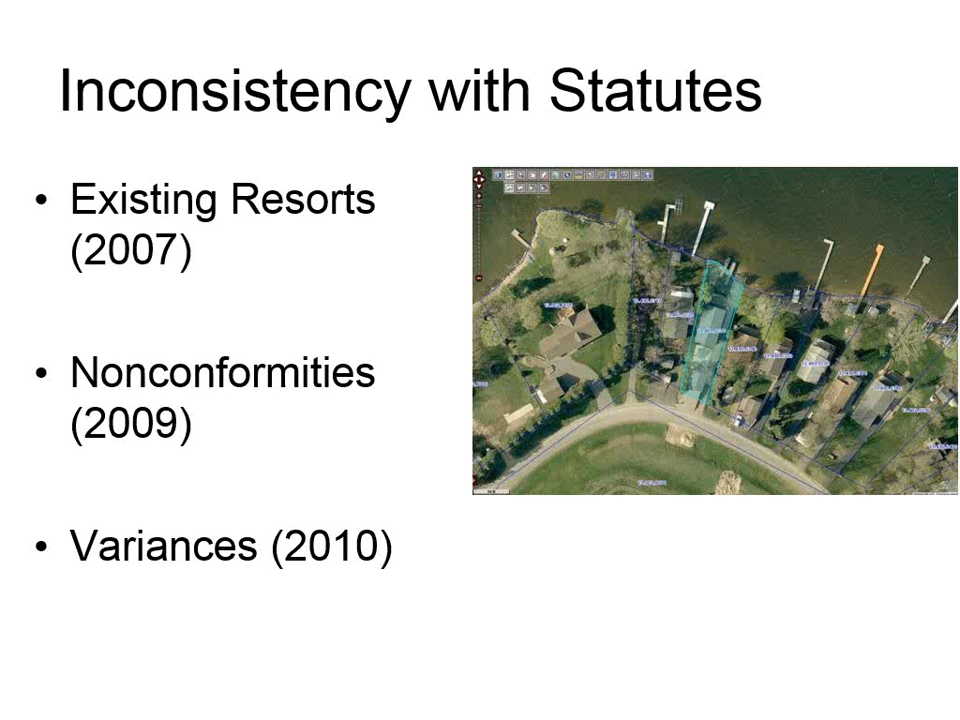 Inconsistency with Statutes
• Existing Resorts
(2007)
• Nonconformities
(2009)
• Variances (2010)